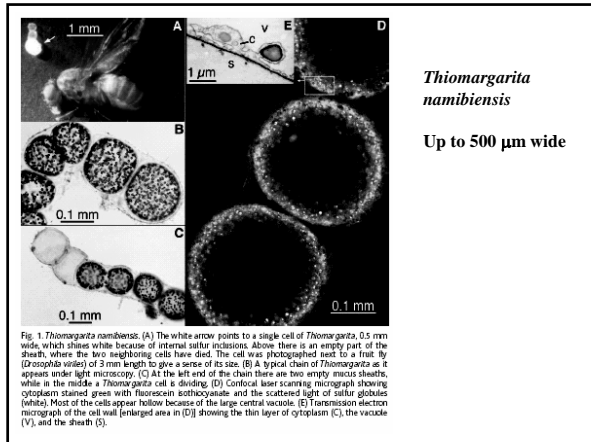 A
1 mm
B
0.1 mm
C
0.1 mm
E
V
C
S
1 μm
D
0.1 mm
Thiomargarita
namibiensis
Up to 500 μm wide
Fig. 1. Thiomargarita namibiensis. (A) The white arrow points to a single cell of Thiomargarita, 0.5 mm
wide, which shines white because of internal sulfur inclusions. Above there is an empty part of the
sheath, where the two neighboring cells have died. The cell was photographed next to a fruit fly
(Drosophila viriles) of 3 mm length to give a sense of its size. (B) A typical chain of Thiomargarita as it
appears under light microscopy. (C) At the left end of the chain there are two empty mucus sheaths,
while in the middle a Thiomargarita cell is dividing. (D) Confocal laser scanning micrograph showing
cytoplasm stained green with fluorescein isothiocyanate and the scattered light of sulfur globules
(white). Most of the cells appear hollow because of the large central vacuole. (E) Transmission electron
micrograph of the cell wall [enlarged area in (D)] showing the thin layer of cytoplasm (C), the vacuole
(V), and the sheath (S).